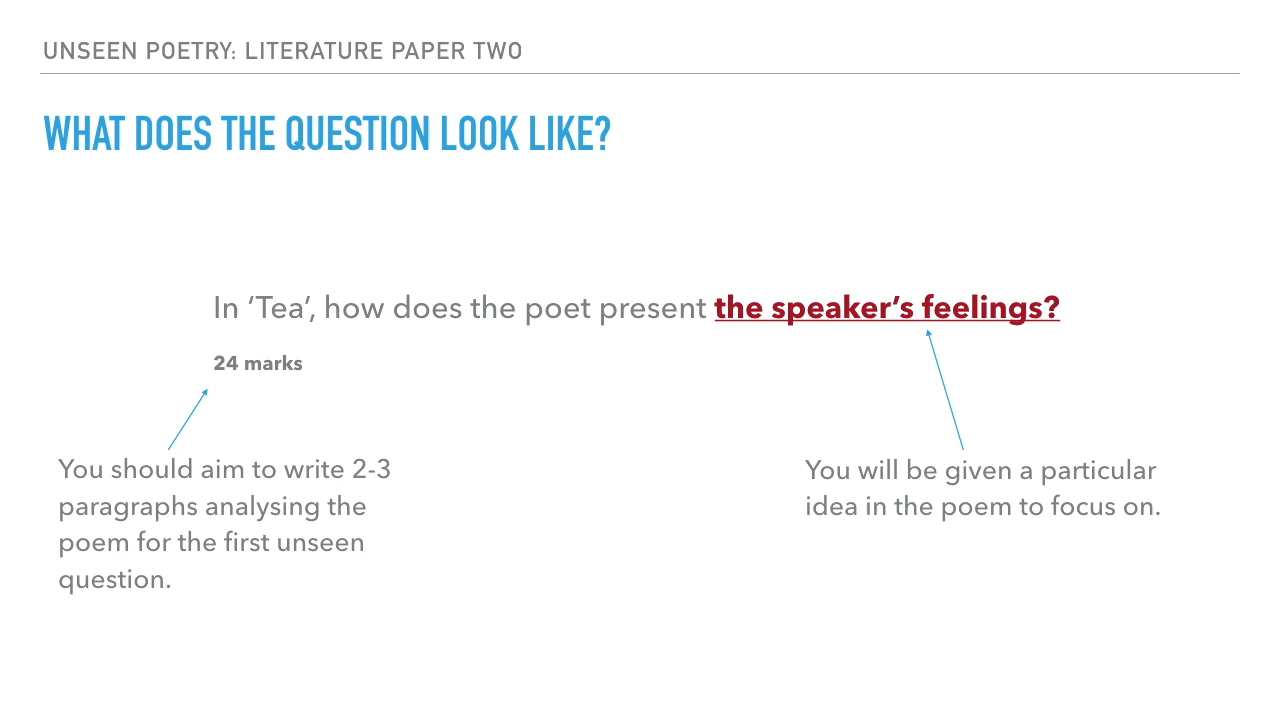 UNSEEN POETRY: LITERATURE PAPER TWO
WHAT DOES THE QUESTION LOOK LIKE?
In ‘Tea’, how does the poet present the speaker’s feelings?
24 marks
You should aim to write 2-3
paragraphs analysing the
poem for the first unseen
question.
You will be given a particular
idea in the poem to focus on.